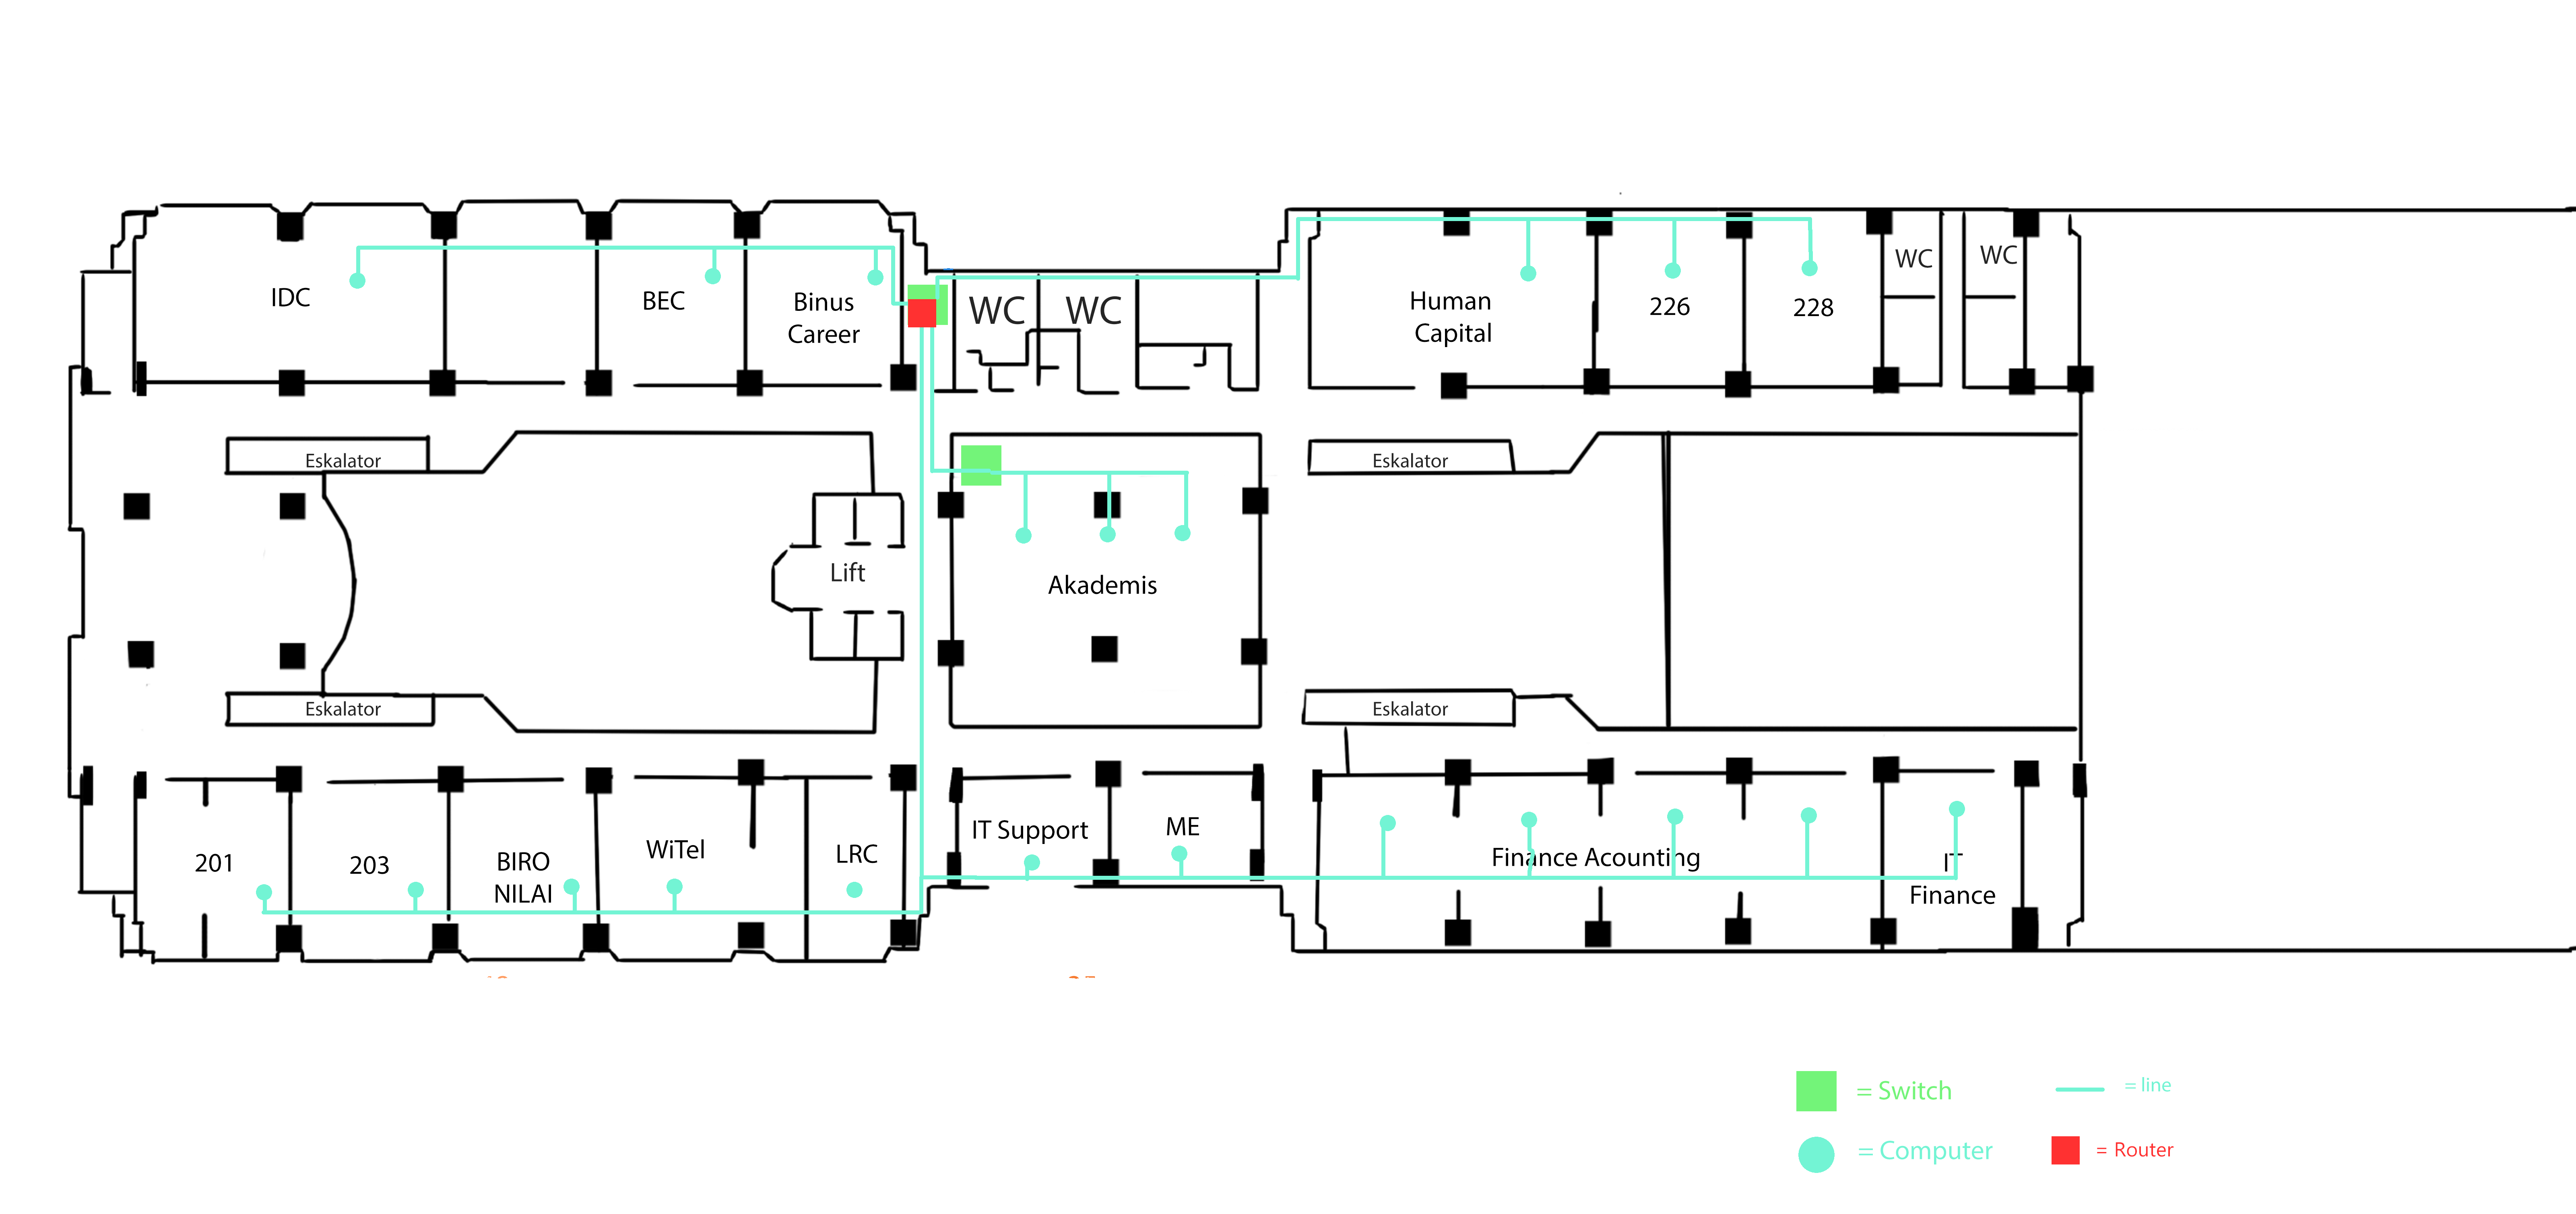 IDC
BEC
Binus
Career
WC
WC
Human
Capital
226
228
WC
WC
Eskalator
Eskalator
Lift
Akademis
Eskalator
Eskalator
201
203
BIRO
NILAI
WiTel
LRC
IT Support
ME
Finance Acounting
IT
Finance
= Switch
= line
= Computer
= Router